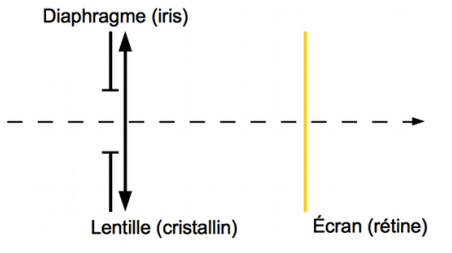 Diaphragme (iris)
Lentille (cristallin)
Écran (rétine)